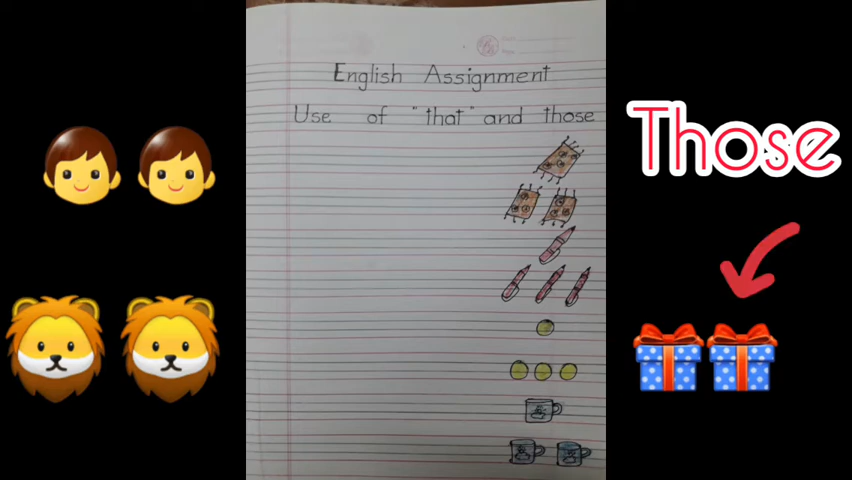 English Assignment
Use of "that" and those
Those